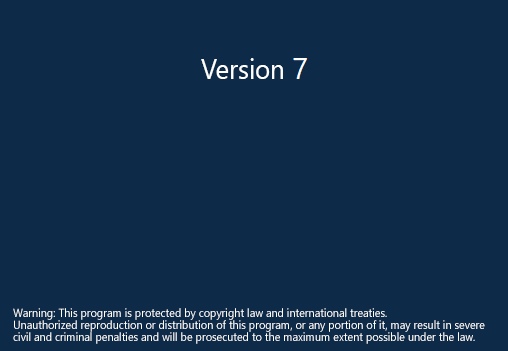 Version 7
Warning: This program is protected by copyright law and international treaties.
Unauthorized reproduction or distribution of this program, or any portion of it, may result in severe
civil and criminal penalties and will be prosecuted to the maximum extent possible under the law.